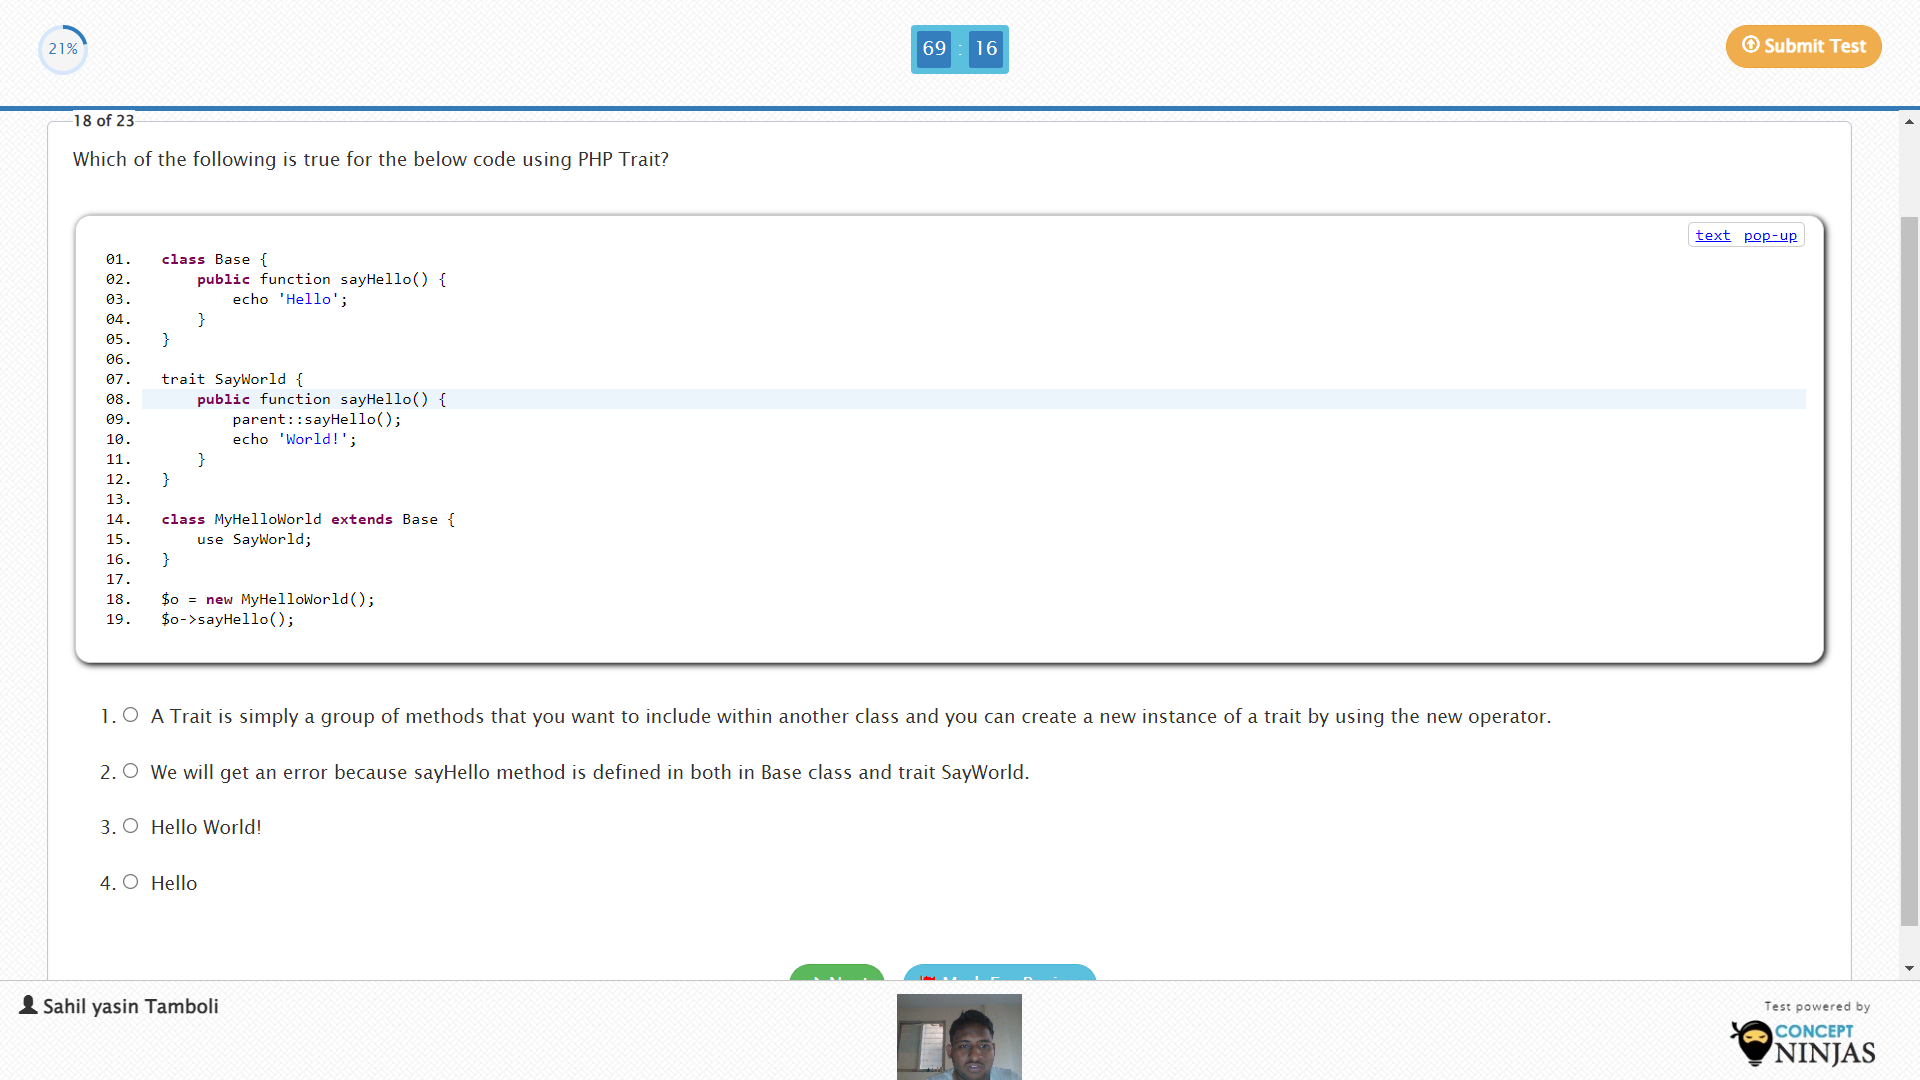 21%
69 : 16
Submit Test
18 of 23
Which of the following is true for the below code using PHP Trait?
text pop-up
01. class Base {
02. public function sayHello() {
03. echo 'Hello';
04. }
05. }
06.
07. trait SayWorld {
08. public function sayHello() {
09. parent::sayHello();
10. echo 'World!';
11. }
12. }
13.
14. class MyHelloWorld extends Base {
15. use SayWorld;
16. }
17.
18. $o = new MyHelloWorld();
19. $o->sayHello();
1. A Trait is simply a group of methods that you want to include within another class and you can create a new instance of a trait by using the new operator.
2. We will get an error because sayHello method is defined in both in Base class and trait SayWorld.
3. Hello World!
4. Hello
Sahil yasin Tamboli
Test powered by
CONCEPT
NINJAS